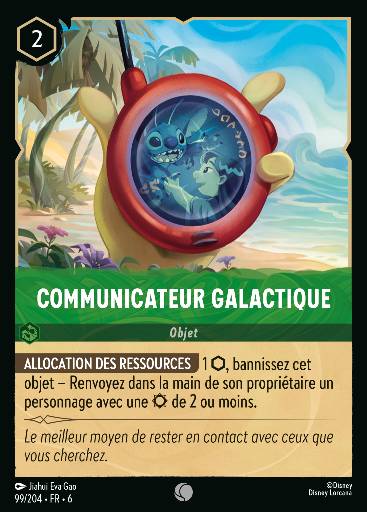 2
COMMUNICATEUR GALACTIQUE
Objet
ALLOCATION DES RESSOURCES 1 ⬡, bannissez cet
objet – Renvoyez dans la main de son propriétaire un
personnage avec une ¤ de 2 ou moins.
Le meilleur moyen de rester en contact avec ceux que
vous cherchez.
Jiahui Eva Gao
©Disney
99/204 • FR • 6
Disney Lorcana